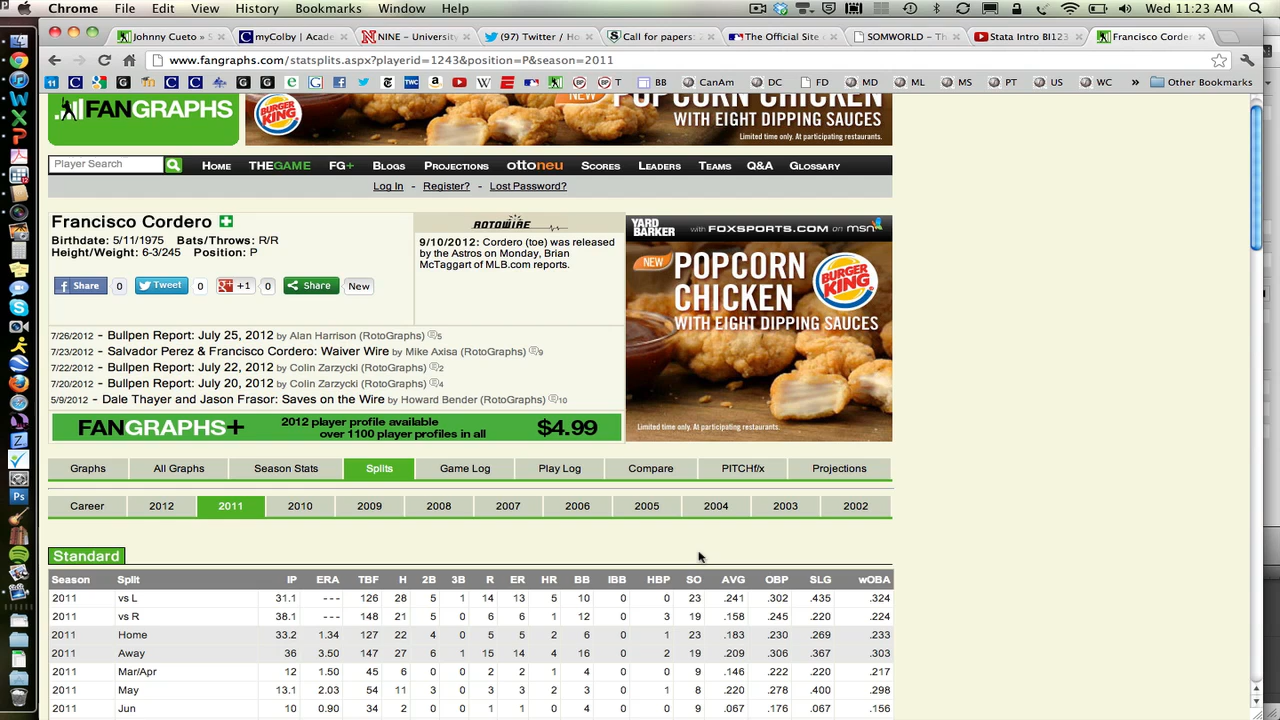 Chrome File Edit View History Bookmarks Window Help Wed 11:23 AM
Johnny Cueto » S myColby | Acade NINE – Universit (97) Twitter / Ho Call for papers: The Official Site SOMWORLD – Th Stata Intro BI123 Francisco Corder
www.fangraphs.com/statsplits.aspx?playerid=1243&position=P&season=2011
11 T BB CanAm DC FD MD ML MS PT US WC » Other Bookmarks
FANGRAPHS
BURGER KING
NEW POPCORN CHICKEN
WITH EIGHT DIPPING SAUCES
Limited time only. At participating restaurants.
Player Search HOME THEGAME FG+ BLOGS PROJECTIONS ottoneu SCORES LEADERS TEAMS Q&A GLOSSARY
Log In - Register? - Lost Password?
Francisco Cordero
Birthdate: 5/11/1975 Bats/Throws: R/R
Height/Weight: 6-3/245 Position: P
Share 0 Tweet 0 +1 0 Share New
ROTOWIRE
9/10/2012: Cordero (toe) was released
by the Astros on Monday, Brian
McTaggart of MLB.com reports.
YARD BARKER with FOXSPORTS.COM on msn
NEW POPCORN
CHICKEN
WITH EIGHT DIPPING SAUCES
BURGER KING
Limited time only. At participating restaurants.
7/26/2012 - Bullpen Report: July 25, 2012 by Alan Harrison (RotoGraphs) 5
7/23/2012 - Salvador Perez & Francisco Cordero: Waiver Wire by Mike Axisa (RotoGraphs) 9
7/22/2012 - Bullpen Report: July 22, 2012 by Colin Zarzycki (RotoGraphs) 2
7/20/2012 - Bullpen Report: July 20, 2012 by Colin Zarzycki (RotoGraphs) 4
5/9/2012 - Dale Thayer and Jason Frasor: Saves on the Wire by Howard Bender (RotoGraphs) 10
FANGRAPHS+ 2012 player profile available
over 1100 player profiles in all $4.99
Graphs All Graphs Season Stats Splits Game Log Play Log Compare PITCHf/x Projections
Career 2012 2011 2010 2009 2008 2007 2006 2005 2004 2003 2002
Standard
Season Split IP ERA TBF H 2B 3B R ER HR BB IBB HBP SO AVG OBP SLG wOBA
2011 vs L 31.1 --- 126 28 5 1 14 13 5 10 0 0 23 .241 .302 .435 .324
2011 vs R 38.1 --- 148 21 5 0 6 6 1 12 0 3 19 .158 .245 .220 .224
2011 Home 33.2 1.34 127 22 4 0 5 5 2 6 0 1 23 .183 .230 .269 .233
2011 Away 36 3.50 147 27 6 1 15 14 4 16 0 2 19 .209 .306 .367 .303
2011 Mar/Apr 12 1.50 45 6 0 0 2 2 1 4 0 0 9 .146 .222 .220 .217
2011 May 13.1 2.03 54 11 3 0 3 3 2 3 0 1 8 .220 .278 .400 .298
2011 Jun 10 0.90 34 2 0 0 1 1 0 4 0 0 9 .067 .176 .067 .156